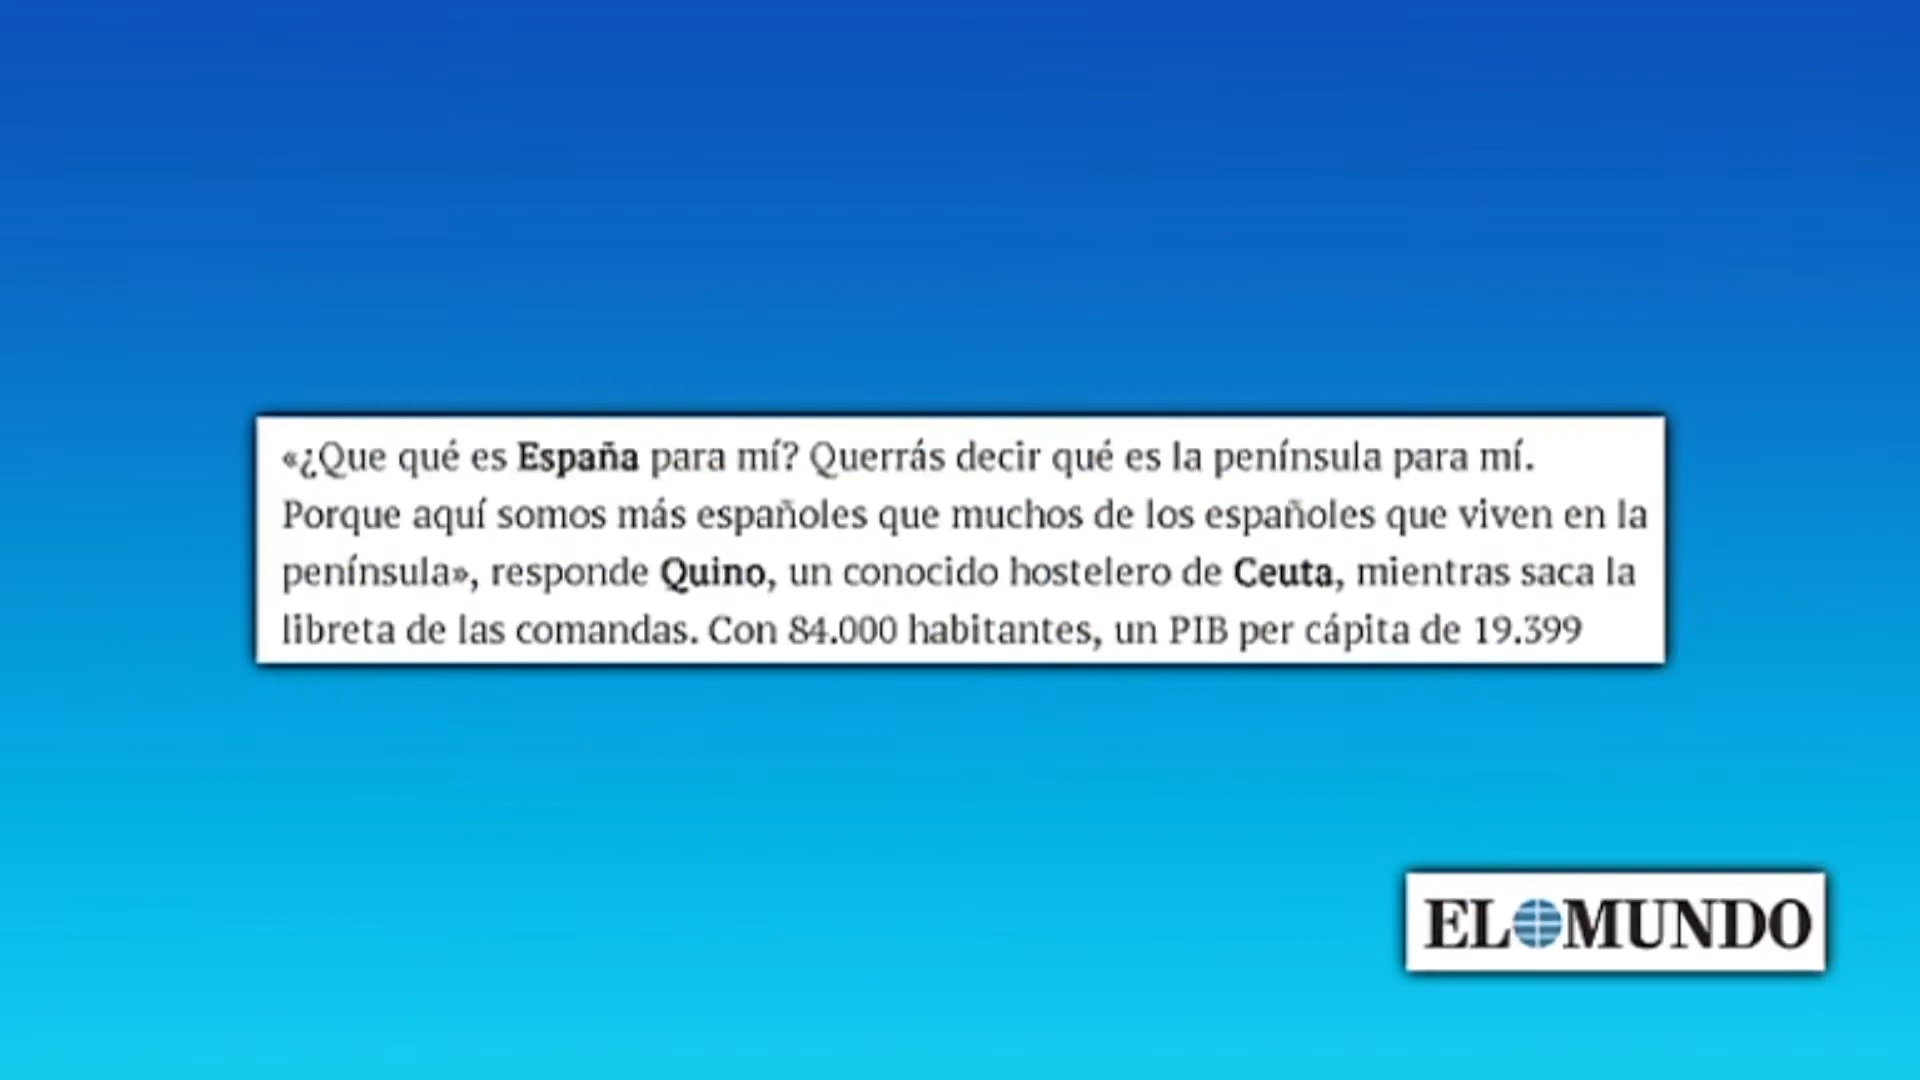 «¿Que qué es España para mí? Querrás decir qué es la península para mí.
Porque aquí somos más españoles que muchos de los españoles que viven en la
península», responde Quino, un conocido hostelero de Ceuta, mientras saca la
libreta de las comandas. Con 84.000 habitantes, un PIB per cápita de 19.399
EL MUNDO